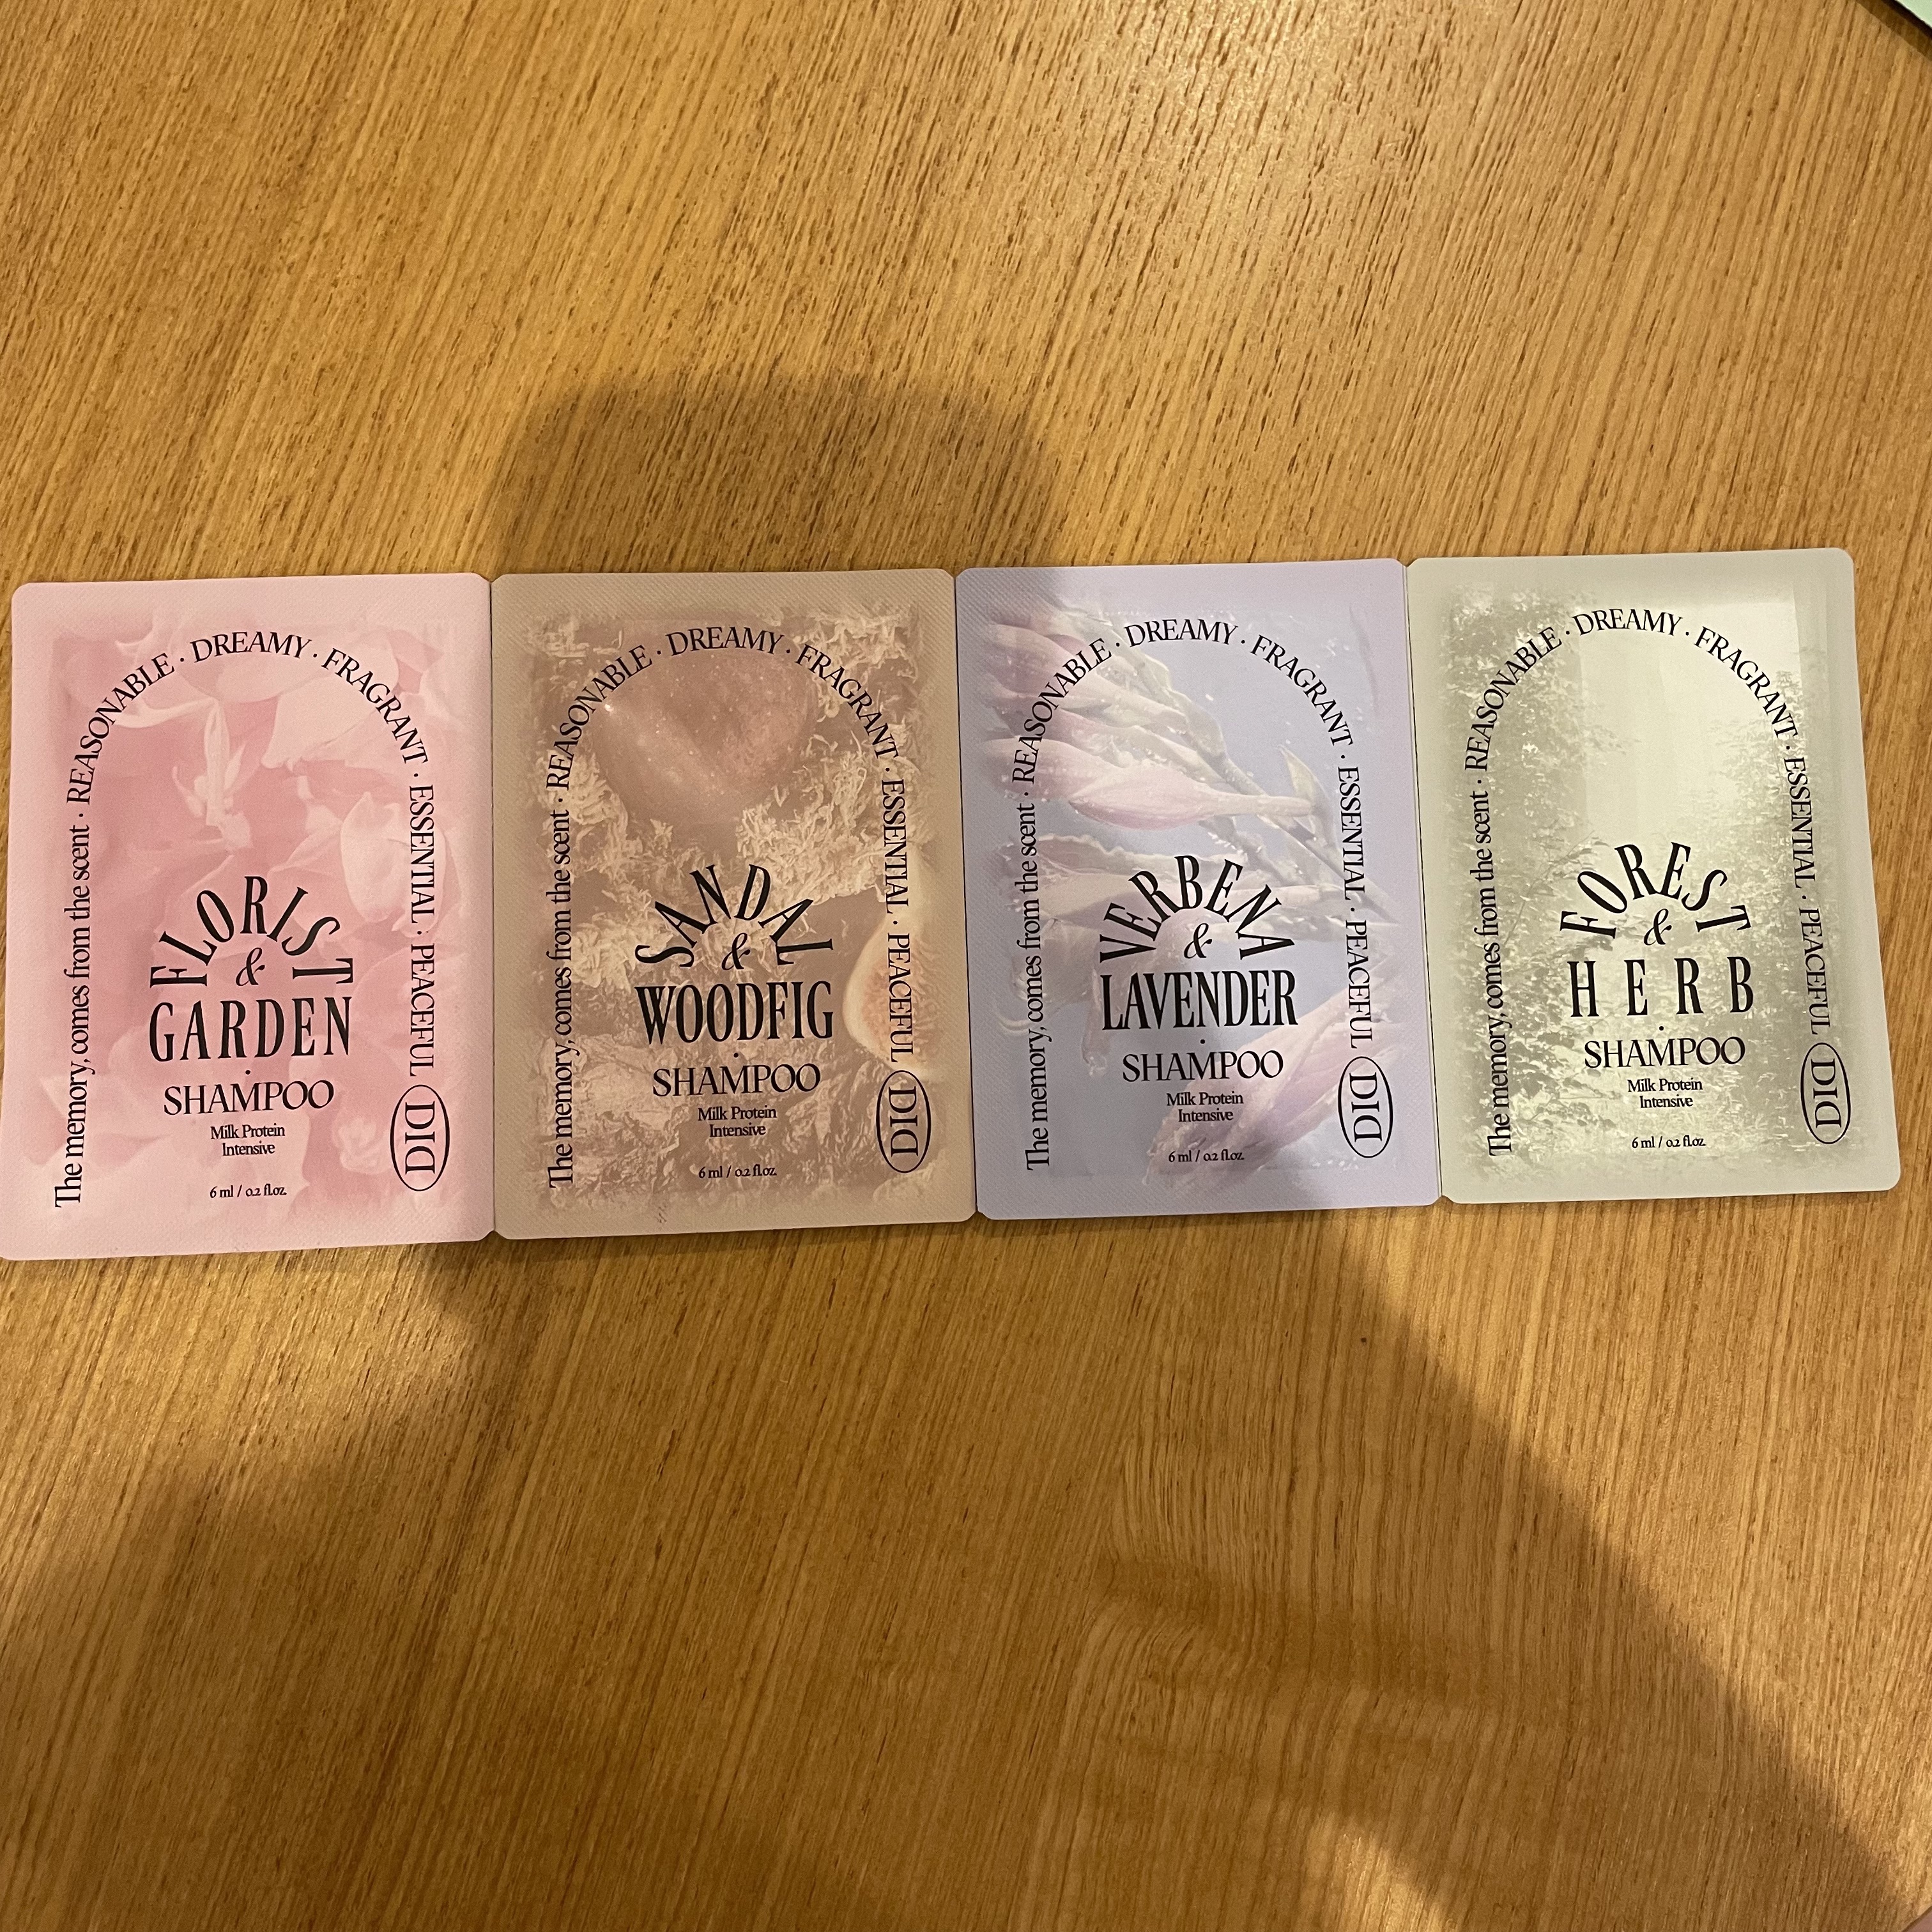 The memory, comes from the scent · REASONABLE · DREAMY · FRAGRANT · ESSENTIAL · PEACEFUL DID
FLORIST
&
GARDEN
·
SHAMPOO
Milk Protein
Intensive
6 ml / 0.2 fl.oz.
The memory, comes from the scent · REASONABLE · DREAMY · FRAGRANT · ESSENTIAL · PEACEFUL DID
SANDAL
&
WOODFIG
·
SHAMPOO
Milk Protein
Intensive
6 ml / 0.2 fl.oz.
The memory, comes from the scent · REASONABLE · DREAMY · FRAGRANT · ESSENTIAL · PEACEFUL DID
VERBENA
&
LAVENDER
·
SHAMPOO
Milk Protein
Intensive
6 ml / 0.2 fl.oz.
The memory, comes from the scent · REASONABLE · DREAMY · FRAGRANT · ESSENTIAL · PEACEFUL DID
FOREST
&
HERB
·
SHAMPOO
Milk Protein
Intensive
6 ml / 0.2 fl.oz.